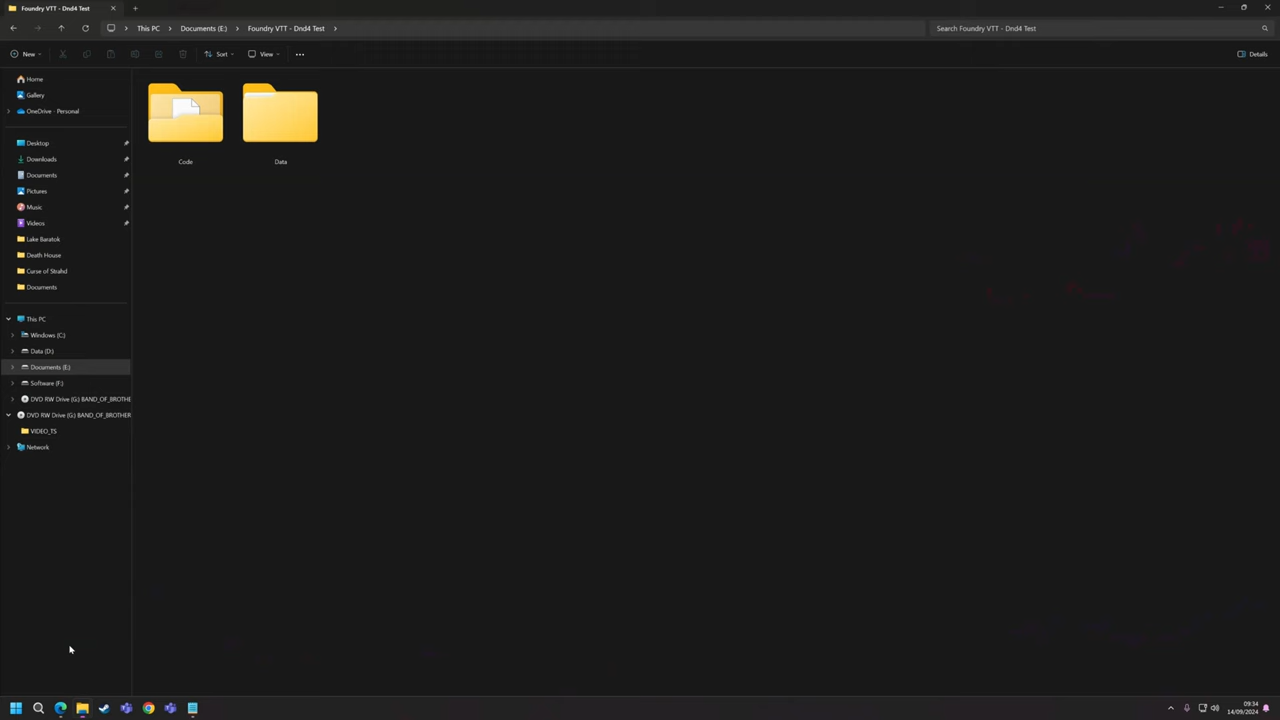 Foundry VTT - Dnd4 Test
This PC
Documents (E:)
Foundry VTT - Dnd4 Test
Search Foundry VTT - Dnd4 Test
New
Sort
View
Details
Home
Gallery
OneDrive - Personal
Desktop
Downloads
Documents
Pictures
Music
Videos
Lake Baratok
Death House
Curse of Strahd
Documents
This PC
Windows (C:)
Data (D:)
Documents (E:)
Software (F:)
DVD RW Drive (G:) BAND_OF_BROTHE
DVD RW Drive (G:) BAND_OF_BROTHER
VIDEO_TS
Network
Code
Data
09:34
14/09/2024